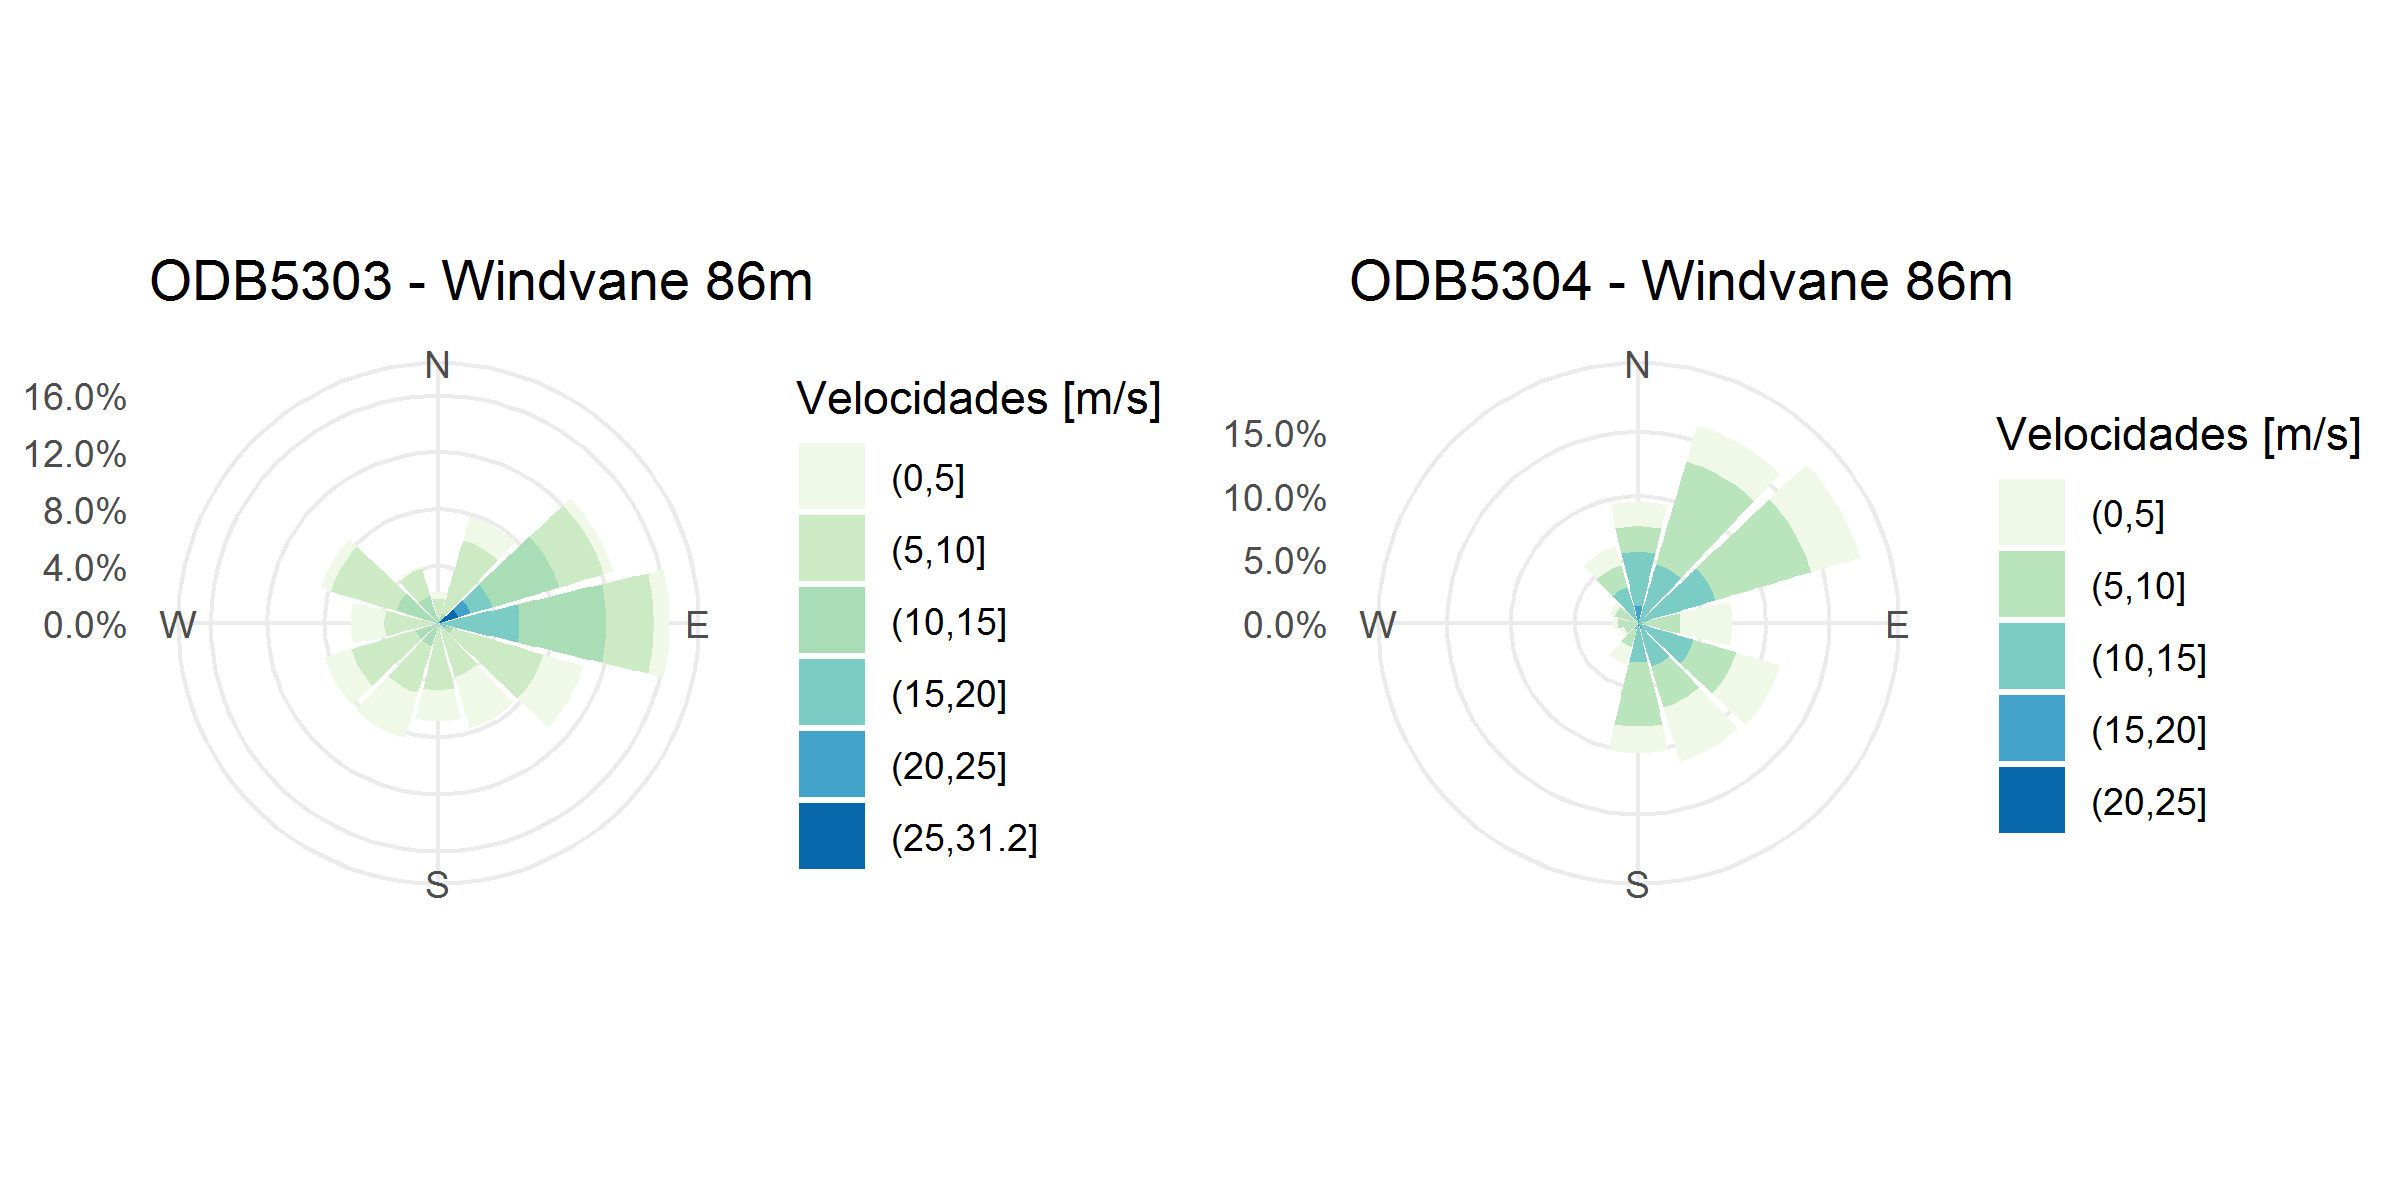 ODB5303 - Windvane 86m
N
16.0%
12.0%
8.0%
4.0%
0.0%
W
E
S
Velocidades [m/s]
(0,5]
(5,10]
(10,15]
(15,20]
(20,25]
(25,31.2]
ODB5304 - Windvane 86m
N
15.0%
10.0%
5.0%
0.0%
W
E
S
Velocidades [m/s]
(0,5]
(5,10]
(10,15]
(15,20]
(20,25]